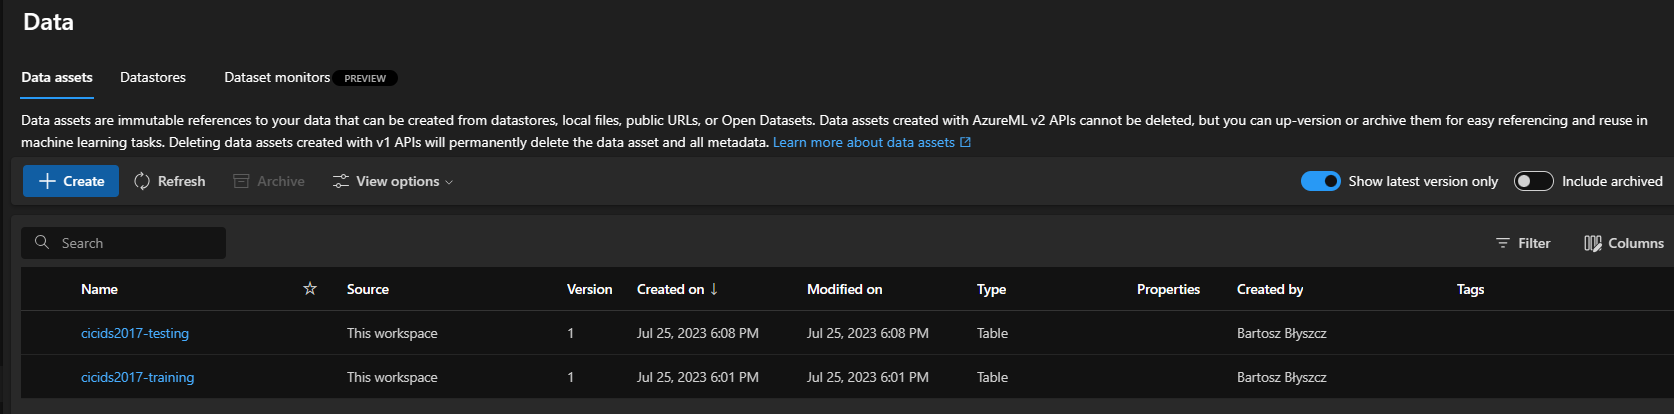 Data
Data assets Datastores Dataset monitors PREVIEW
Data assets are immutable references to your data that can be created from datastores, local files, public URLs, or Open Datasets. Data assets created with AzureML v2 APIs cannot be deleted, but you can up-version or archive them for easy referencing and reuse in
machine learning tasks. Deleting data assets created with v1 APIs will permanently delete the data asset and all metadata. Learn more about data assets
Create Refresh Archive View options Show latest version only Include archived
Search Filter Columns
Name Source Version Created on ↓ Modified on Type Properties Created by Tags
cicids2017-testing This workspace 1 Jul 25, 2023 6:08 PM Jul 25, 2023 6:08 PM Table Bartosz Błyszcz
cicids2017-training This workspace 1 Jul 25, 2023 6:01 PM Jul 25, 2023 6:01 PM Table Bartosz Błyszcz